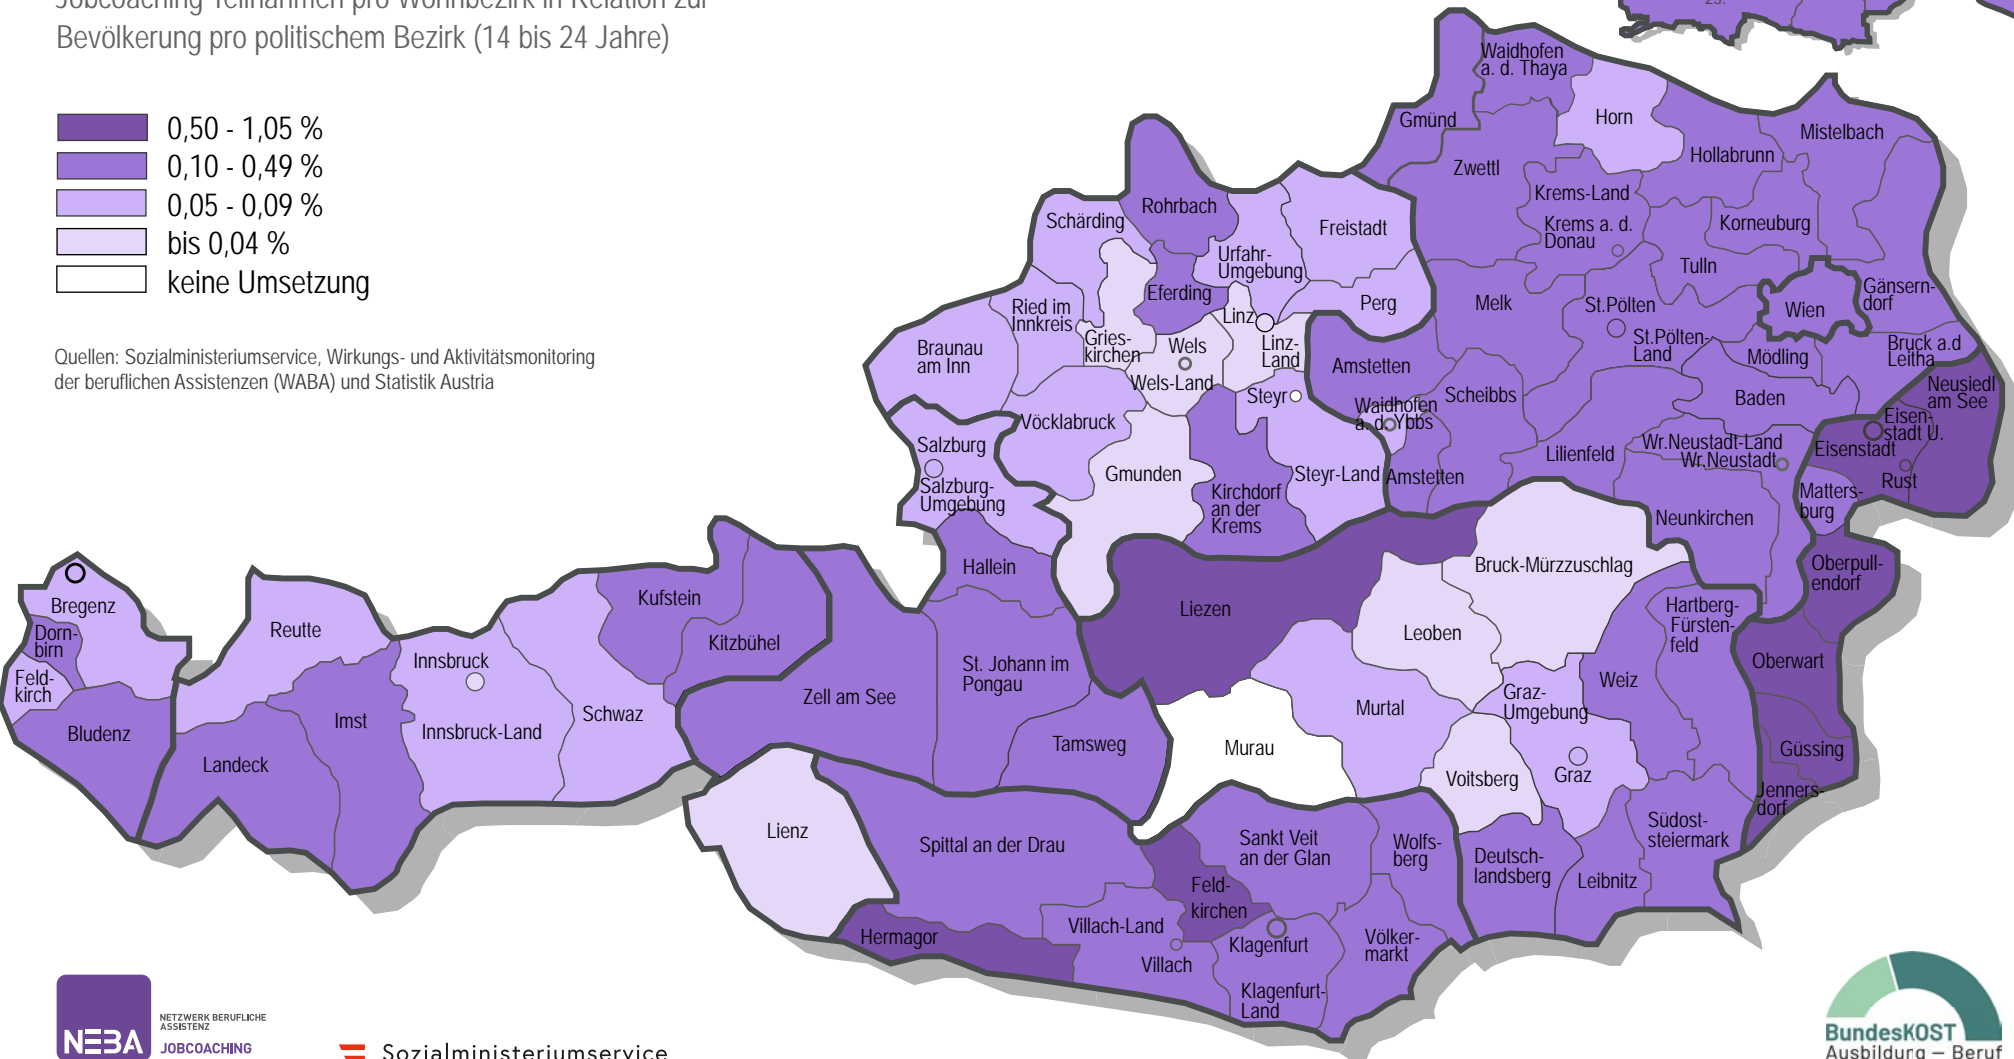 Jobcoaching Teilnahmen pro Wohnbezirk in Relation zur
Bevölkerung pro politischem Bezirk (14 bis 24 Jahre)
0,50 - 1,05 %
0,10 - 0,49 %
0,05 - 0,09 %
bis 0,04 %
keine Umsetzung
Quellen: Sozialministeriumservice, Wirkungs- und Aktivitätsmonitoring
der beruflichen Assistenzen (WABA) und Statistik Austria
23.
Waidhofen
a. d. Thaya
Gmünd
Horn
Mistelbach
Hollabrunn
Zwettl
Krems-Land
Krems a. d.
Donau
Korneuburg
Tulln
Gänsern-
dorf
Wien
Melk
St.Pölten
St.Pölten-
Land
Mödling
Bruck a.d
Leitha
Baden
Neusiedl
am See
Eisen-
stadt U.
Eisenstadt
Rust
Matters-
burg
Wr.Neustadt-Land
Wr.Neustadt
Lilienfeld
Scheibbs
Amstetten
Waidhofen
a. d. Ybbs
Amstetten
Neunkirchen
Oberpull-
endorf
Oberwart
Güssing
Jenners-
dorf
Rohrbach
Schärding
Freistadt
Urfahr-
Umgebung
Eferding
Perg
Ried im
Innkreis
Gries-
kirchen
Linz
Linz-
Land
Wels
Wels-Land
Braunau
am Inn
Steyr
Vöcklabruck
Gmunden
Kirchdorf
an der
Krems
Steyr-Land
Salzburg
Salzburg-
Umgebung
Hallein
Zell am See
St. Johann im
Pongau
Tamsweg
Bregenz
Dorn-
birn
Feld-
kirch
Bludenz
Reutte
Landeck
Imst
Innsbruck
Innsbruck-Land
Schwaz
Kufstein
Kitzbühel
Lienz
Liezen
Bruck-Mürzzuschlag
Leoben
Hartberg-
Fürsten-
feld
Weiz
Murtal
Murau
Graz-
Umgebung
Graz
Voitsberg
Südost-
steiermark
Deutsch-
landsberg
Leibnitz
Spittal an der Drau
Sankt Veit
an der Glan
Wolfs-
berg
Feld-
kirchen
Hermagor
Villach-Land
Villach
Klagenfurt
Klagenfurt-
Land
Völker-
markt
NEBA
NETZWERK BERUFLICHE
ASSISTENZ
JOBCOACHING
Sozialministeriumservice
BundesKOST
Ausbildung – Beruf